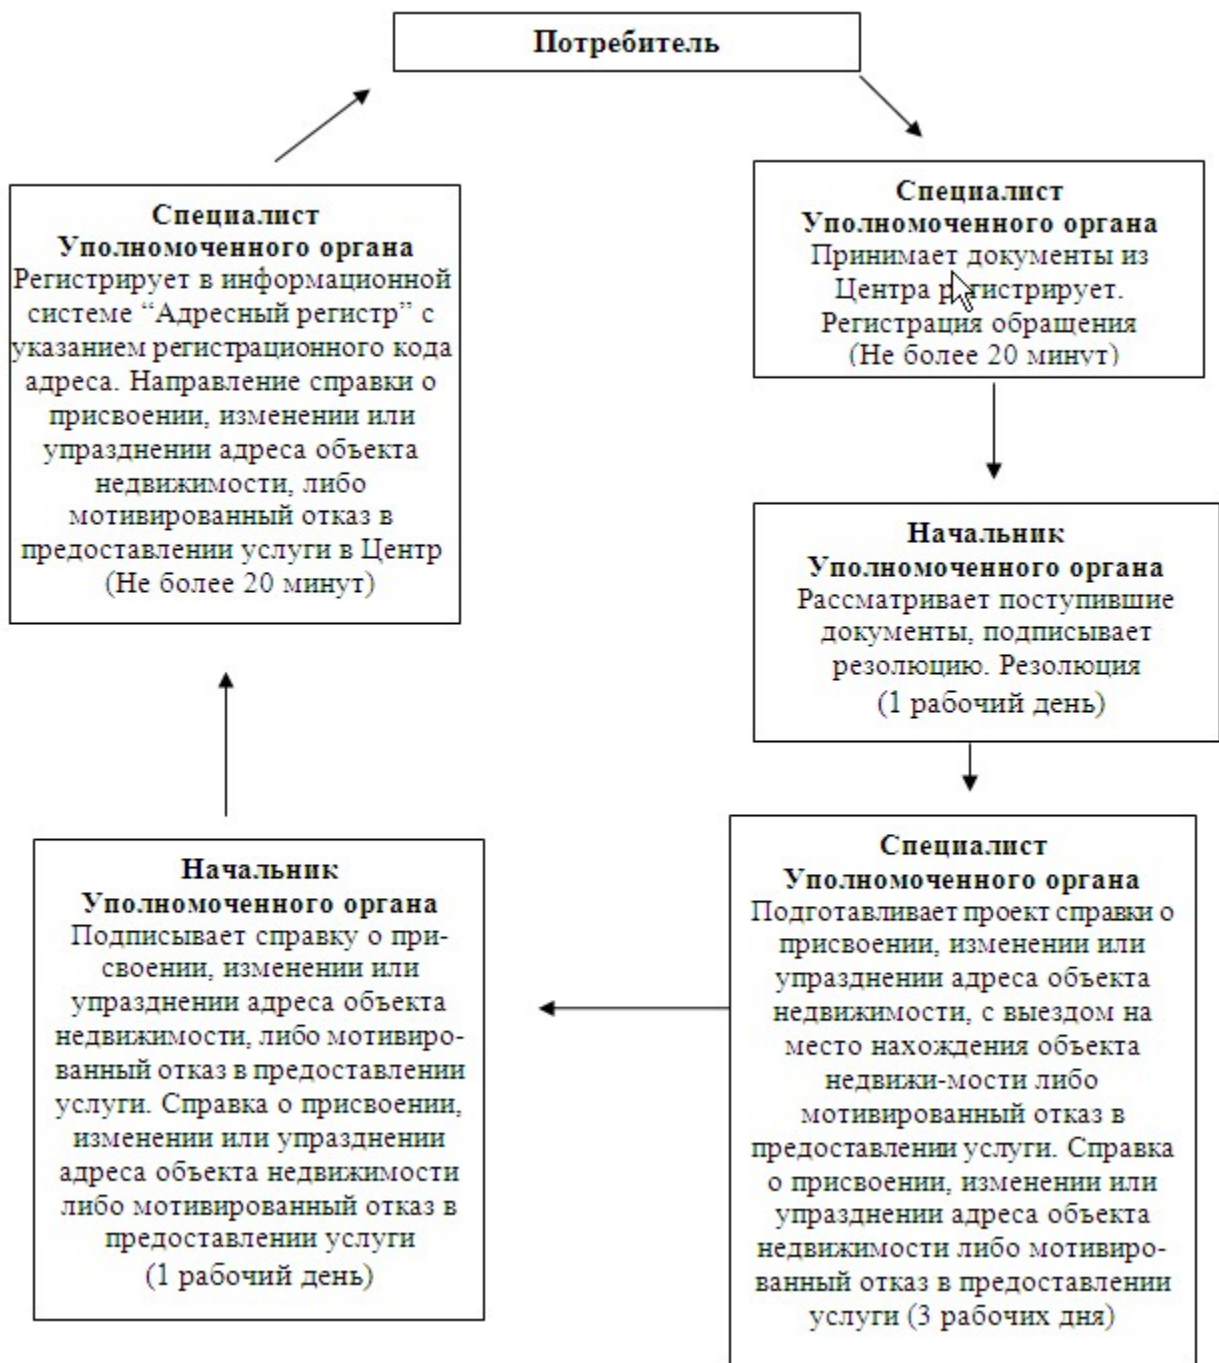 Потребитель
Специалист
Уполномоченного органа
Принимает документы из
Центра регистрирует.
Регистрация обращения
(Не более 20 минут)
Начальник
Уполномоченного органа
Рассматривает поступившие
документы, подписывает
резолюцию. Резолюция
(1 рабочий день)
Специалист
Уполномоченного органа
Подготавливает проект справки о
присвоении, изменении или
упразднении адреса объекта
недвижимости, с выездом на
место нахождения объекта
недвижи-мости либо
мотивированный отказ в
предоставлении услуги. Справка
о присвоении, изменении или
упразднении адреса объекта
недвижимости либо мотивиро-
ванный отказ в предоставлении
услуги (3 рабочих дня)
Начальник
Уполномоченного органа
Подписывает справку о при-
своении, изменении или
упразднении адреса объекта
недвижимости, либо мотивиро-
ванный отказ в предоставлении
услуги. Справка о присвоении,
изменении или упразднении
адреса объекта недвижимости
либо мотивированный отказ в
предоставлении услуги
(1 рабочий день)
Специалист
Уполномоченного органа
Регистрирует в информационной
системе “Адресный регистр” с
указанием регистрационного кода
адреса. Направление справки о
присвоении, изменении или
упразднении адреса объекта
недвижимости, либо
мотивированный отказ в
предоставлении услуги в Центр
(Не более 20 минут)